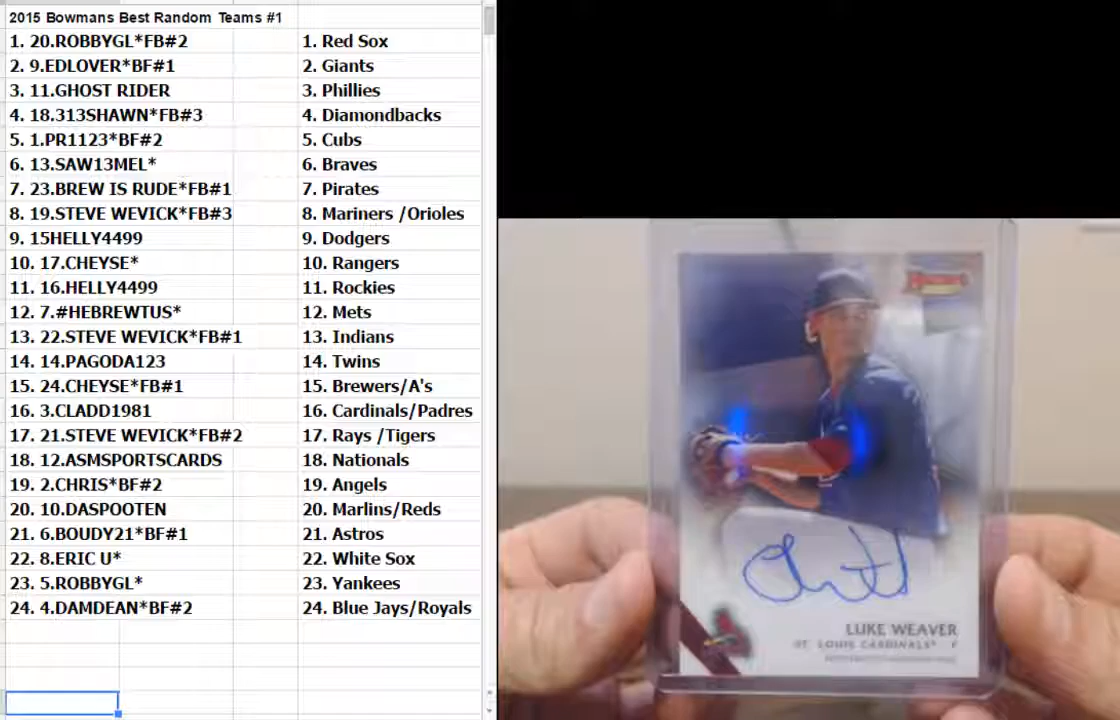 2015 Bowmans Best Random Teams #1
1. 20.ROBBYGL*FB#2 1. Red Sox
2. 9.EDLOVER*BF#1 2. Giants
3. 11.GHOST RIDER 3. Phillies
4. 18.313SHAWN*FB#3 4. Diamondbacks
5. 1.PR1123*BF#2 5. Cubs
6. 13.SAW13MEL* 6. Braves
7. 23.BREW IS RUDE*FB#1 7. Pirates
8. 19.STEVE WEVICK*FB#3 8. Mariners /Orioles
9. 15HELLY4499 9. Dodgers
10. 17.CHEYSE* 10. Rangers
11. 16.HELLY4499 11. Rockies
12. 7.#HEBREWTUS* 12. Mets
13. 22.STEVE WEVICK*FB#1 13. Indians
14. 14.PAGODA123 14. Twins
15. 24.CHEYSE*FB#1 15. Brewers/A's
16. 3.CLADD1981 16. Cardinals/Padres
17. 21.STEVE WEVICK*FB#2 17. Rays /Tigers
18. 12.ASMSPORTSCARDS 18. Nationals
19. 2.CHRIS*BF#2 19. Angels
20. 10.DASPOOTEN 20. Marlins/Reds
21. 6.BOUDY21*BF#1 21. Astros
22. 8.ERIC U* 22. White Sox
23. 5.ROBBYGL* 23. Yankees
24. 4.DAMDEAN*BF#2 24. Blue Jays/Royals
LUKE WEAVER
ST. LOUIS CARDINALS P